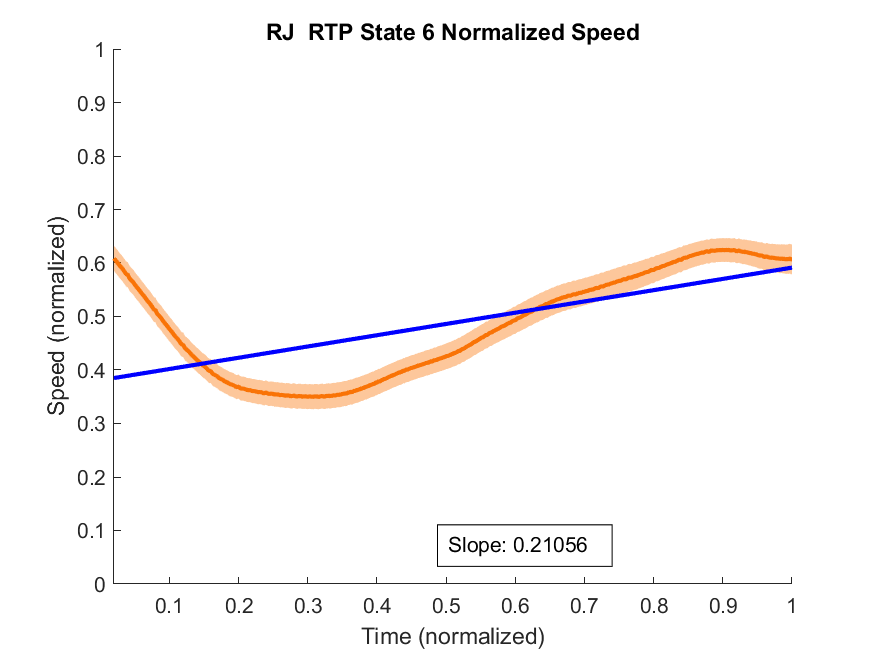 RJ  RTP State 6 Normalized Speed
1
0.9
0.8
0.7
0.6
0.5
0.4
0.3
0.2
0.1
0
Speed (normalized)
Slope: 0.21056
0.1 0.2 0.3 0.4 0.5 0.6 0.7 0.8 0.9 1
Time (normalized)